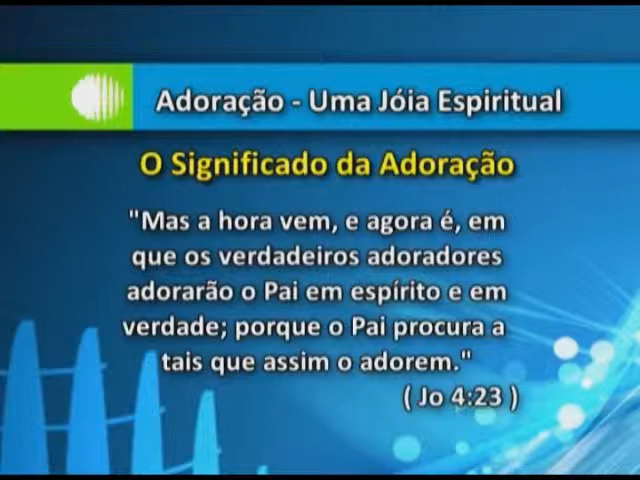 Adoração - Uma Jóia Espiritual
O Significado da Adoração
"Mas a hora vem, e agora é, em
que os verdadeiros adoradores
adorarão o Pai em espírito e em
verdade; porque o Pai procura a
tais que assim o adorem."
( Jo 4:23 )